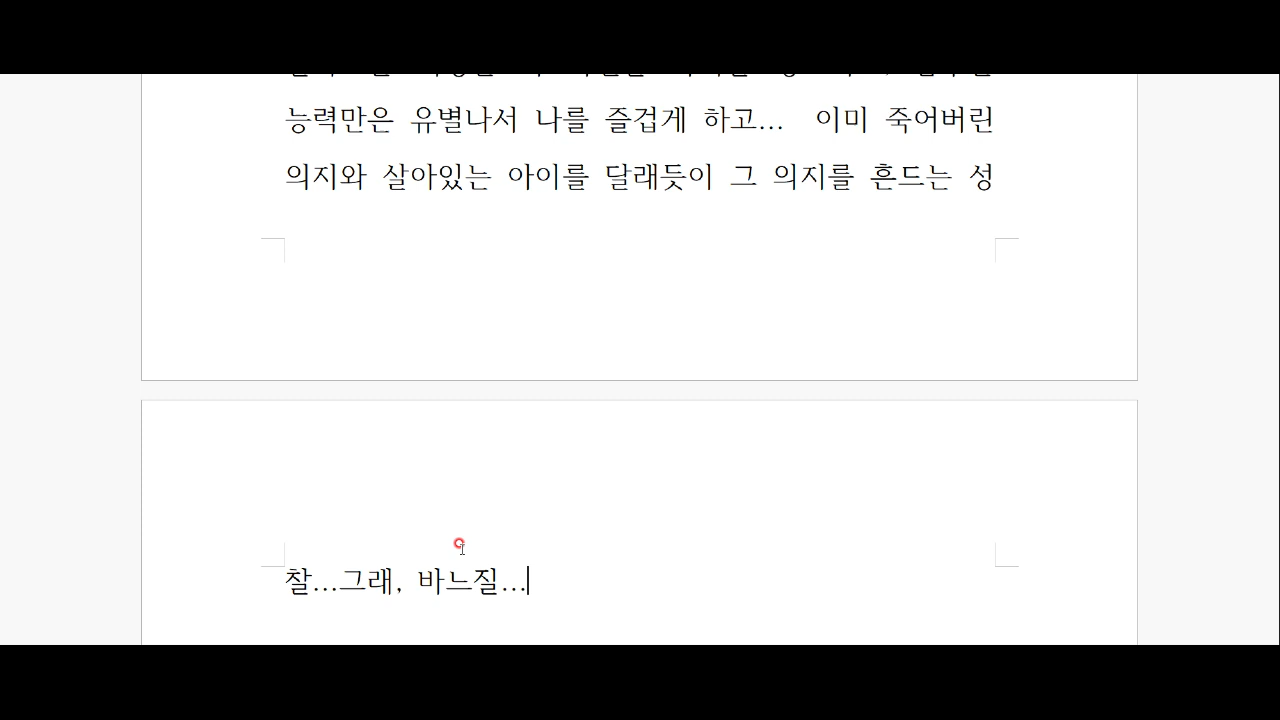 능력만은 유별나서 나를 즐겁게 하고... 이미 죽어버린
의지와 살아있는 아이를 달래듯이 그 의지를 흔드는 성
찰...그래, 바느질...